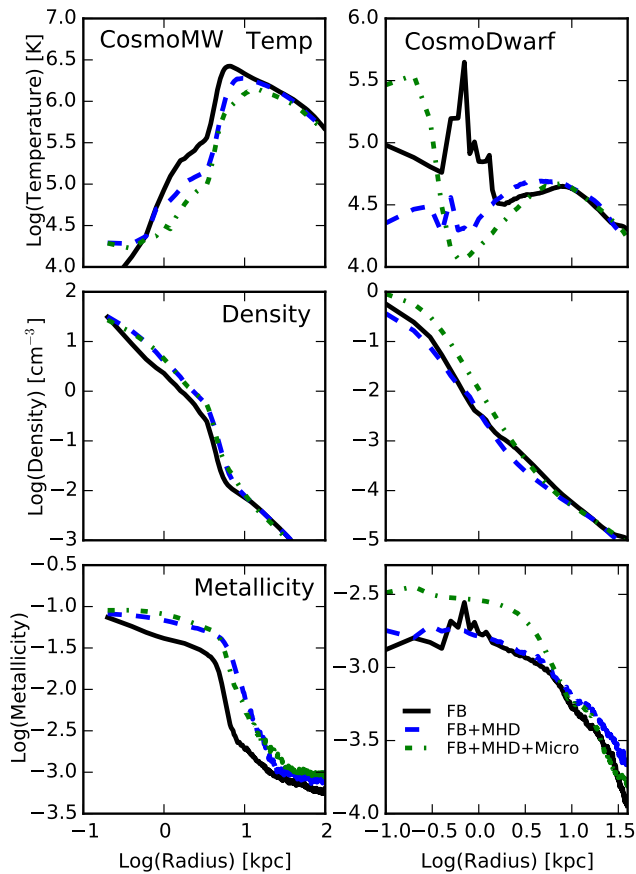 CosmoMW Temp
CosmoDwarf
Log(Temperature) [K]
7.0
6.5
6.0
5.5
5.0
4.5
4.0
Log(Temperature) [K]
6.0
5.5
5.0
4.5
4.0
Density
Log(Density) [cm⁻³]
2
1
0
−1
−2
−3
0
−1
−2
−3
−4
−5
Metallicity
Log(Metallicity)
−0.5
−1.0
−1.5
−2.0
−2.5
−3.0
−3.5
Log(Metallicity)
−2.5
−3.0
−3.5
−4.0
FB
FB+MHD
FB+MHD+Micro
−1 0 1 2
−1.0 −0.5 0.0 0.5 1.0 1.5
Log(Radius) [kpc]
Log(Radius) [kpc]